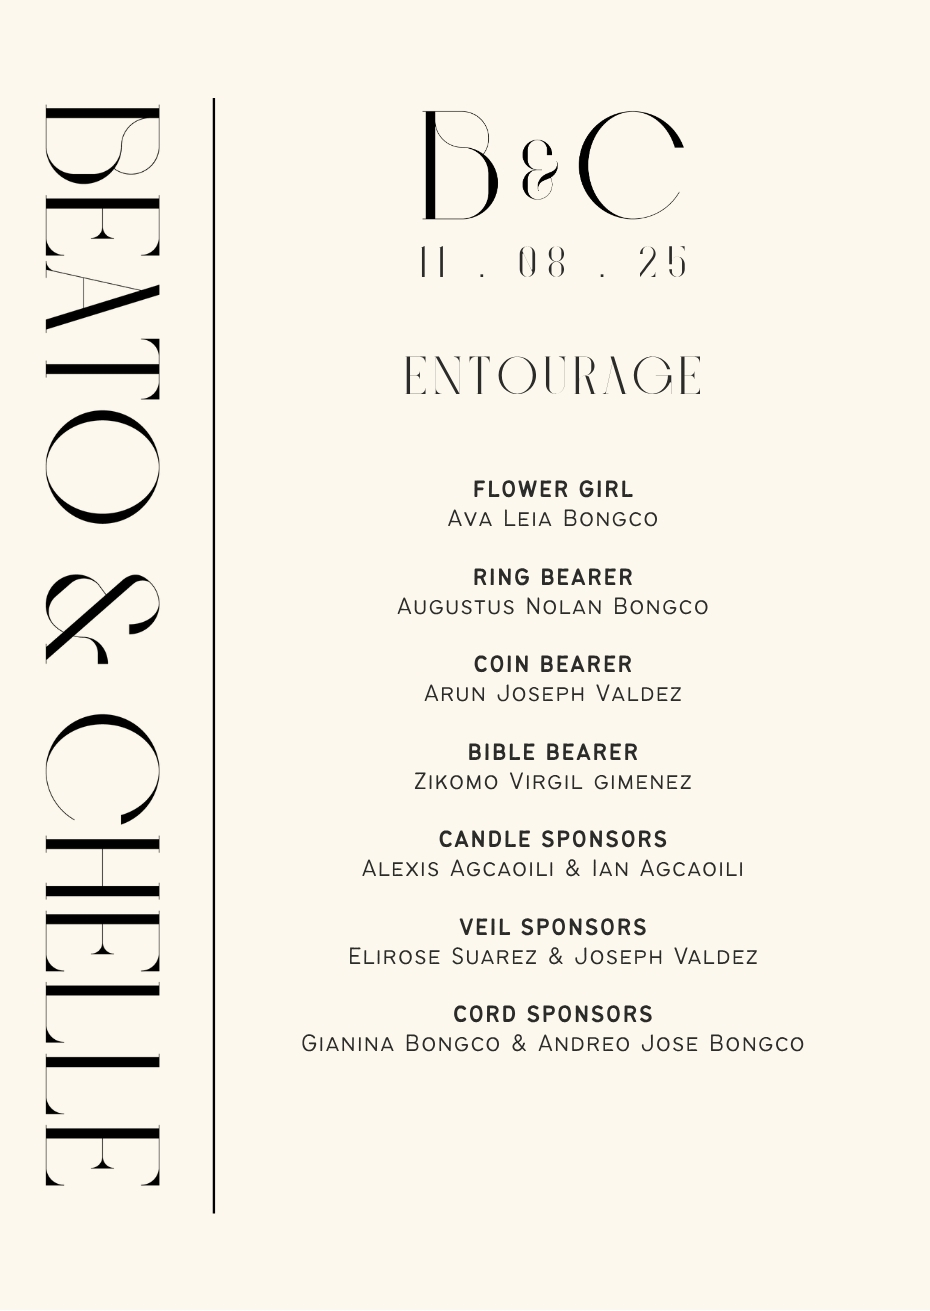 BEATO & CHELLE
B & C
11 . 08 . 25
ENTOURAGE
FLOWER GIRL
Ava Leia Bongco
RING BEARER
Augustus Nolan Bongco
COIN BEARER
Arun Joseph Valdez
BIBLE BEARER
Zikomo Virgil gimenez
CANDLE SPONSORS
Alexis Agcaoili & Ian Agcaoili
VEIL SPONSORS
Elirose Suarez & Joseph Valdez
CORD SPONSORS
Gianina Bongco & Andreo Jose Bongco